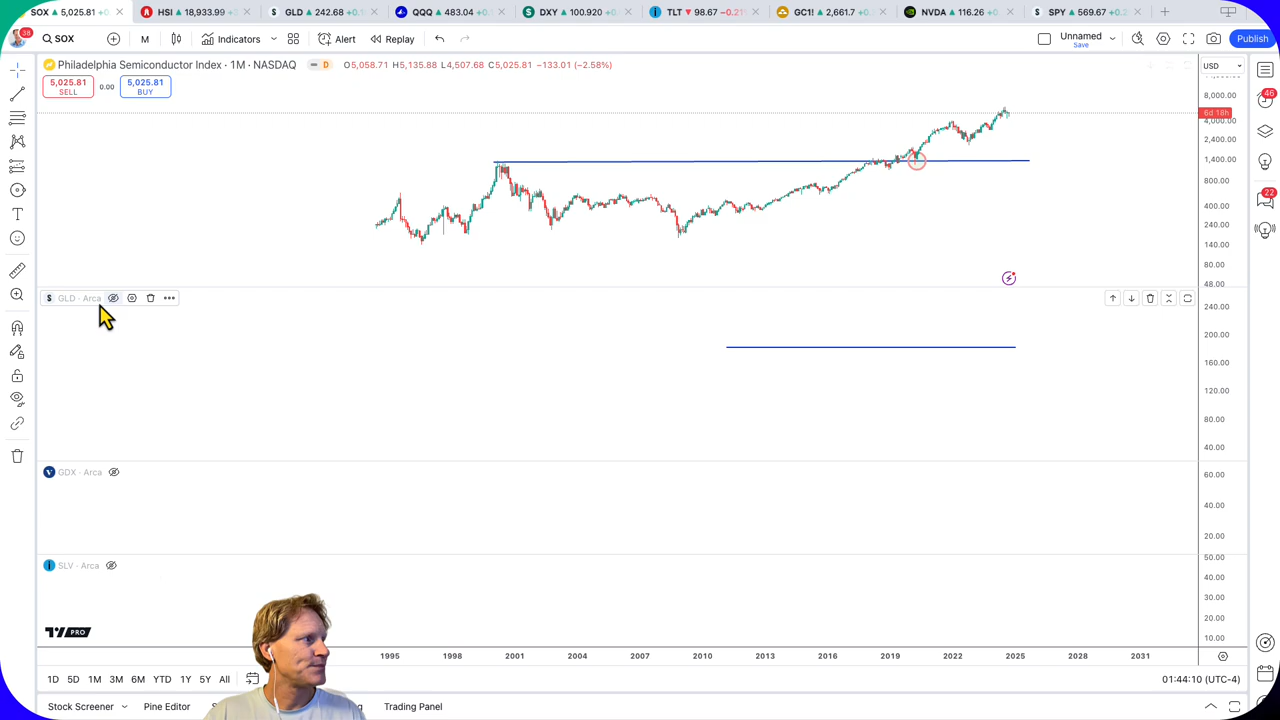 SOX ▲ 5,025.81
HSI ▲ 18,933.99
GLD ▲ 242.68
QQQ ▲ 483.04
DXY ▲ 100.920
TLT ▼ 98.67 −0.21
GC1! ▲ 2,661.7
NVDA ▲ 116.26
SPY ▲ 569.67
38
SOX
M
Indicators
Alert
Replay
Unnamed
Save
Publish
Philadelphia Semiconductor Index · 1M · NASDAQ
D
O5,058.71 H5,135.88 L4,507.68 C5,025.81 −133.01 (−2.58%)
USD
5,025.81
SELL
0.00
5,025.81
BUY
8,000.00
6d 18h
4,000.00
2,400.00
1,400.00
800.00
400.00
240.00
140.00
80.00
48.00
46
22
GLD · Arca
240.00
200.00
160.00
120.00
80.00
40.00
GDX · Arca
60.00
40.00
20.00
SLV · Arca
50.00
40.00
30.00
20.00
10.00
PRO
1995 1998 2001 2004 2007 2010 2013 2016 2019 2022 2025 2028 2031
1D 5D 1M 3M 6M YTD 1Y 5Y All
01:44:10 (UTC-4)
Stock Screener
Pine Editor
Trading Panel